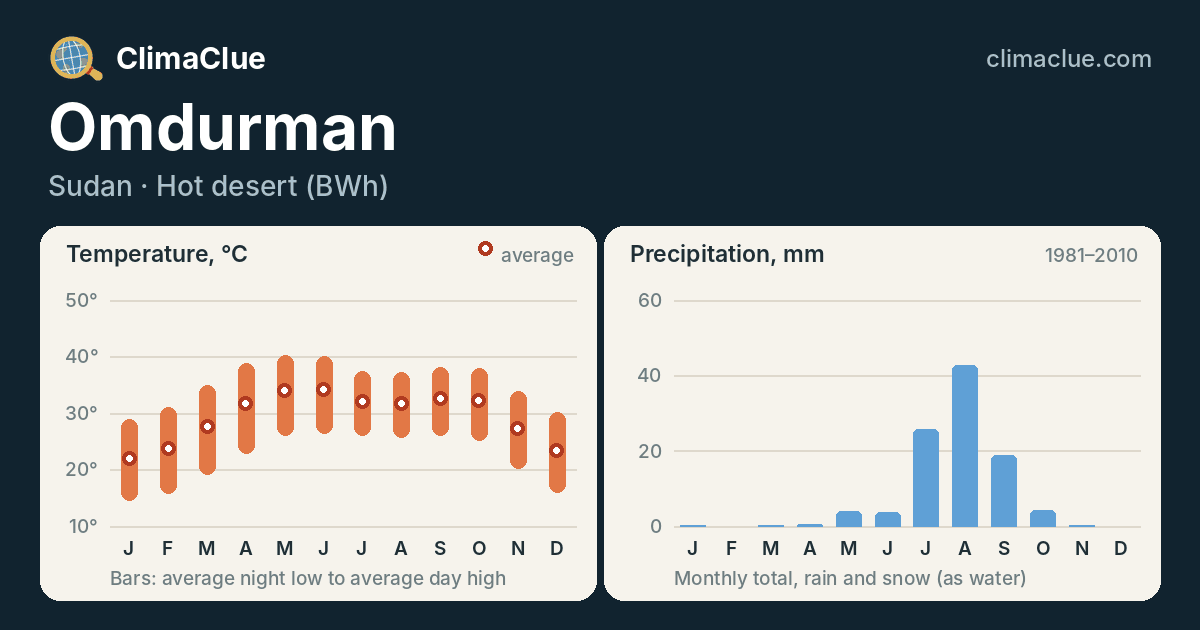 ClimaClue
climaclue.com
Omdurman
Sudan · Hot desert (BWh)
Temperature, °C
average
50°
40°
30°
20°
10°
J F M A M J J A S O N D
Bars: average night low to average day high
Precipitation, mm
1981–2010
60
40
20
0
J F M A M J J A S O N D
Monthly total, rain and snow (as water)